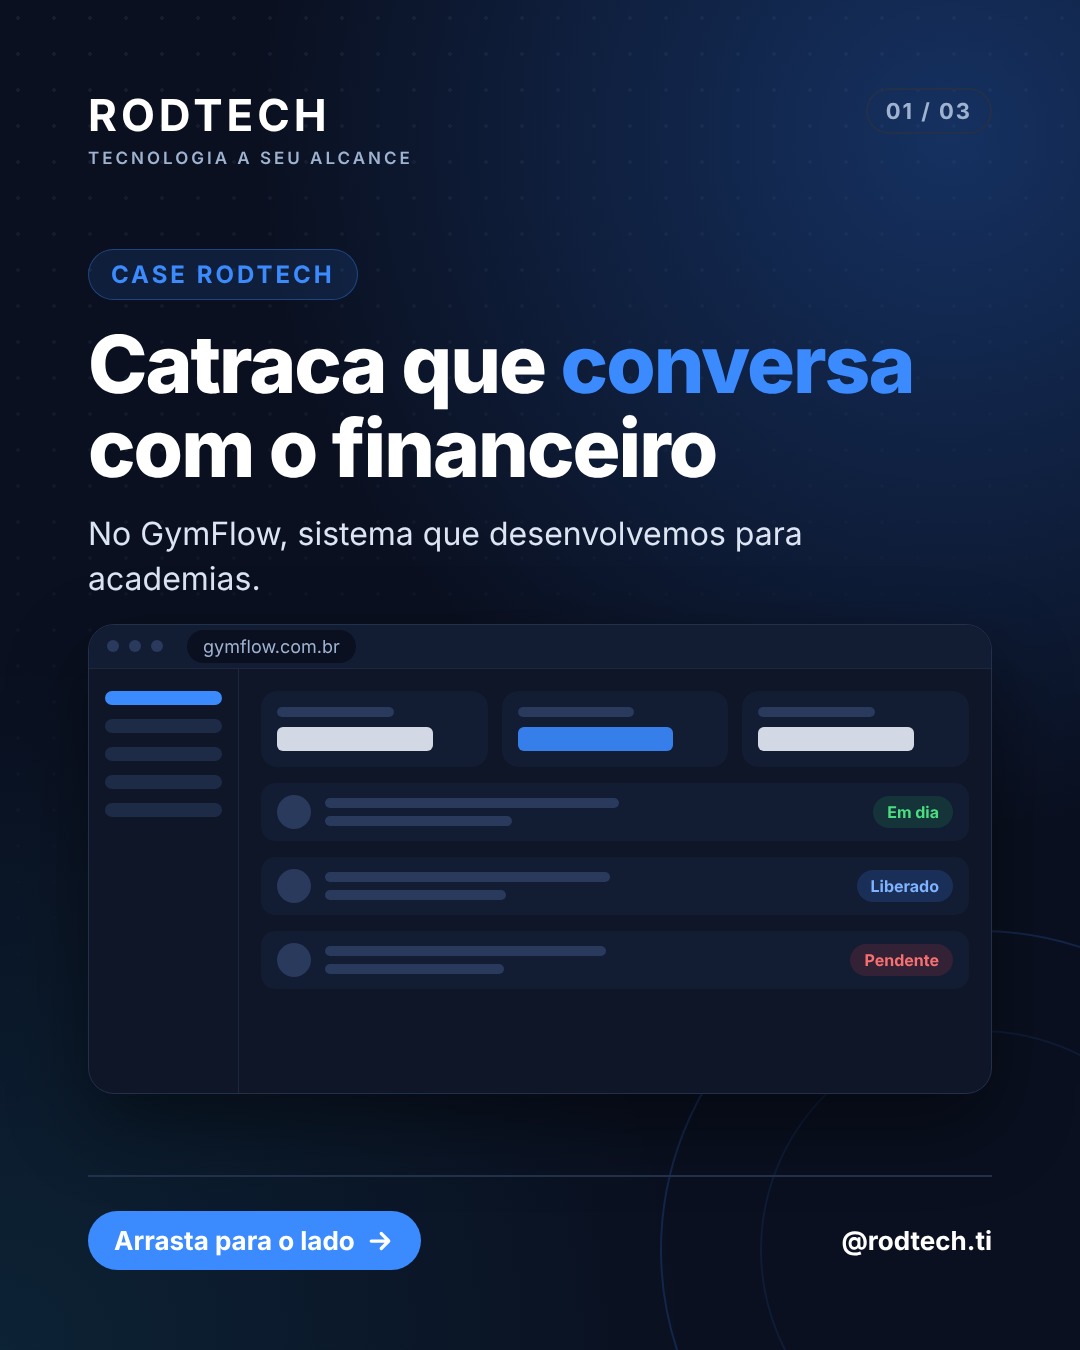 RODTECH
TECNOLOGIA A SEU ALCANCE
01 / 03
CASE RODTECH
Catraca que conversa
com o financeiro
No GymFlow, sistema que desenvolvemos para
academias.
gymflow.com.br
Em dia
Liberado
Pendente
Arrasta para o lado →
@rodtech.ti